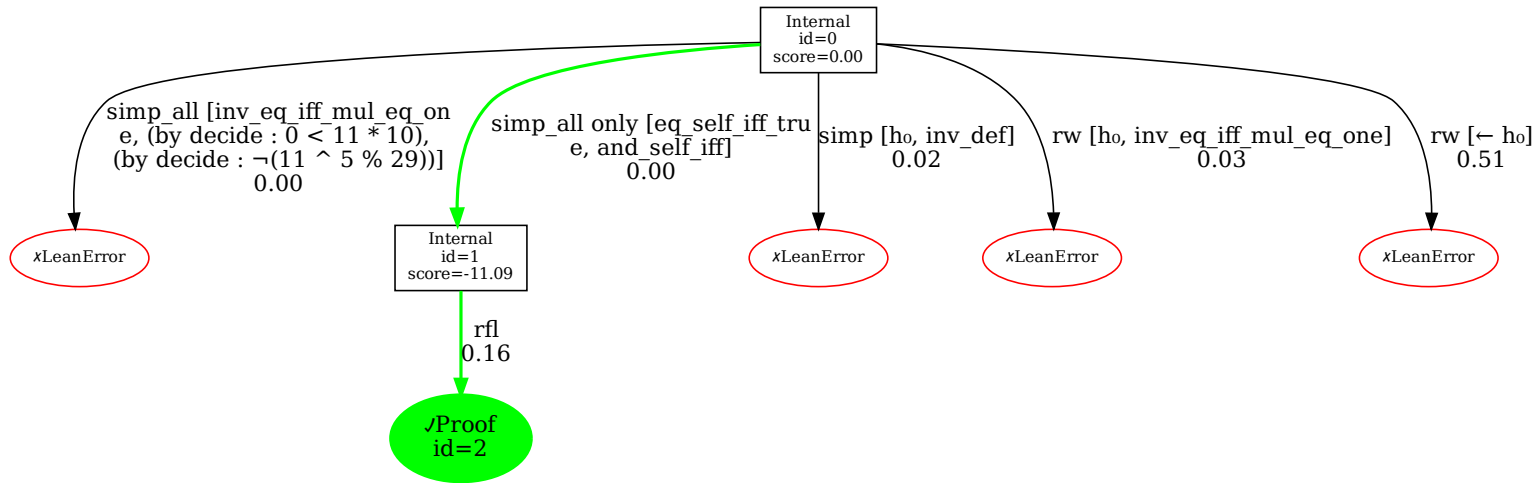 Internal
id=0
score=0.00
simp_all [inv_eq_iff_mul_eq_on
e, (by decide : 0 < 11 * 10),
(by decide : ¬(11 ^ 5 % 29))]
0.00
simp_all only [eq_self_iff_tru
e, and_self_iff]
0.00
simp [h₀, inv_def]
0.02
rw [h₀, inv_eq_iff_mul_eq_one]
0.03
rw [← h₀]
0.51
✗LeanError
Internal
id=1
score=-11.09
✗LeanError
✗LeanError
✗LeanError
rfl
0.16
✓Proof
id=2